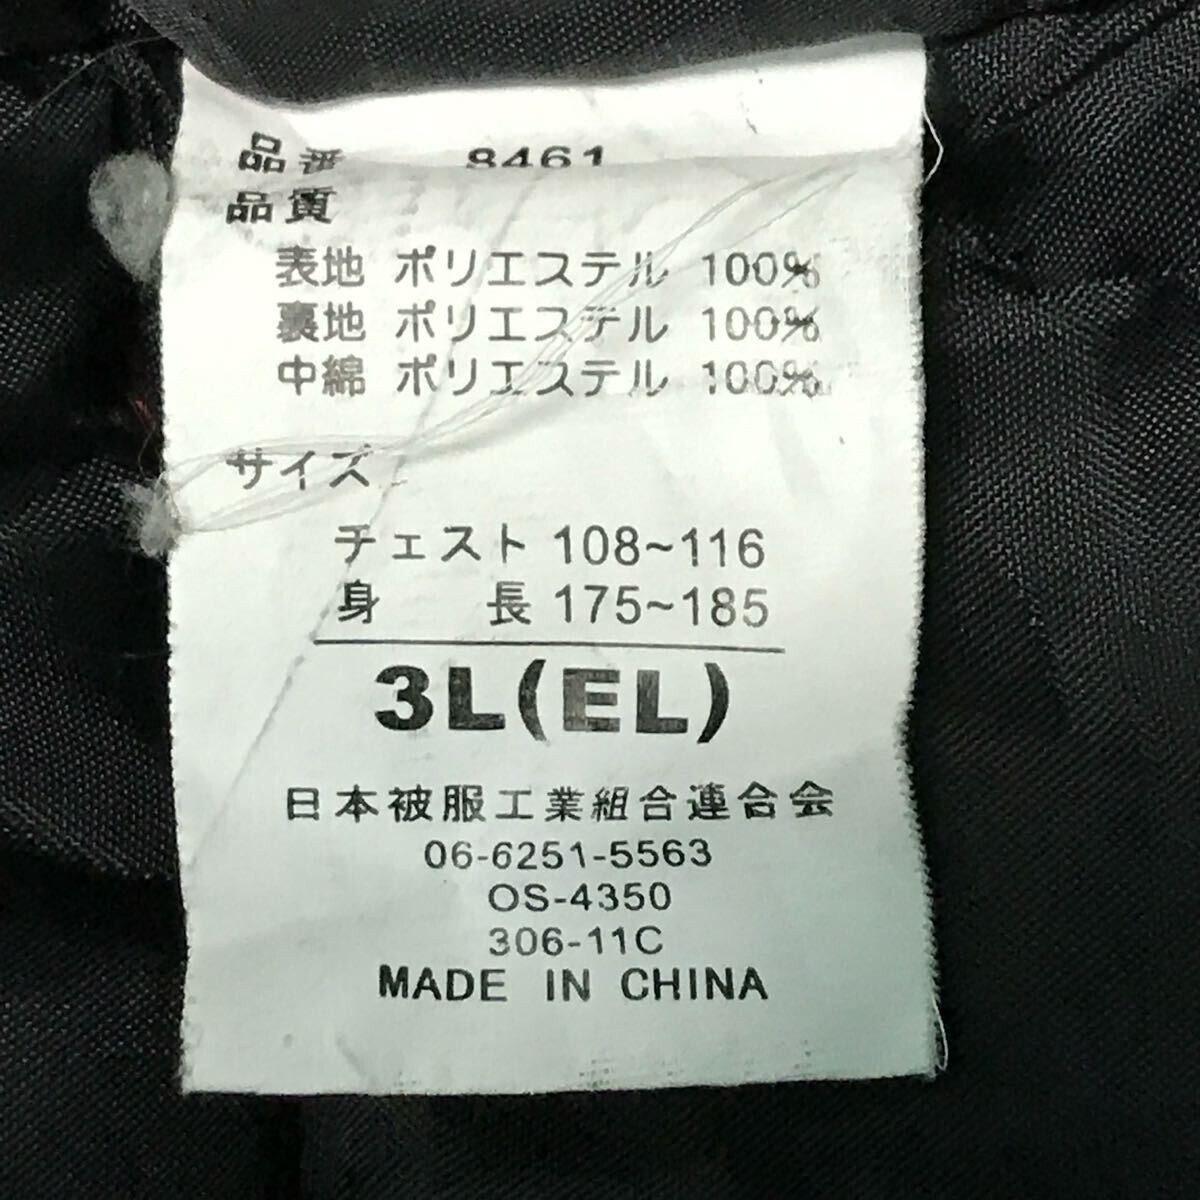 品番 8461
品質
表地 ポリエステル 100%
裏地 ポリエステル 100%
中綿 ポリエステル 100%
サイズ
チェスト 108~116
身 長 175~185
3L(EL)
日本被服工業組合連合会
06-6251-5563
OS-4350
306-11C
MADE IN CHINA